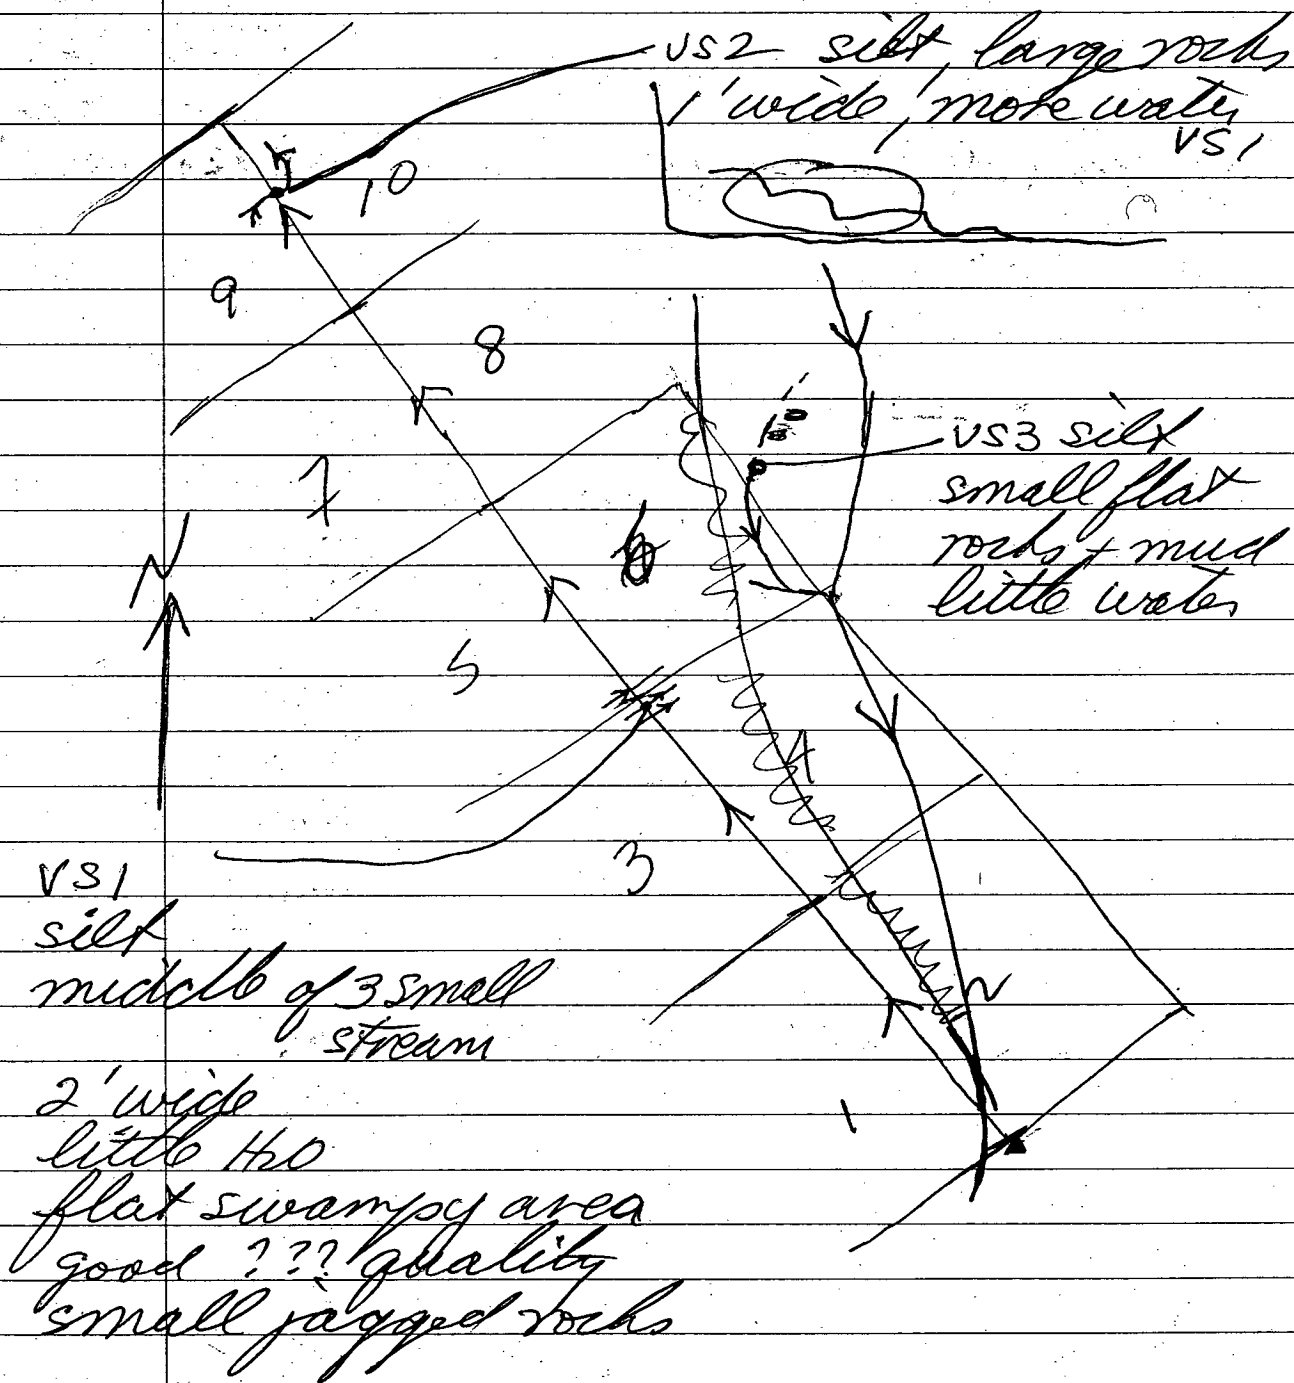 VS2 silt, large rocks
1' wide, more water
VS1
10
9
8
VS3 silt
small flat
rocks + mud
little water
7
N
6
5
4
3
VS1
silt
middle of 3 small
stream
2
2' wide
little H2O
1
flat swampy area
good ??? quality
small jagged rocks